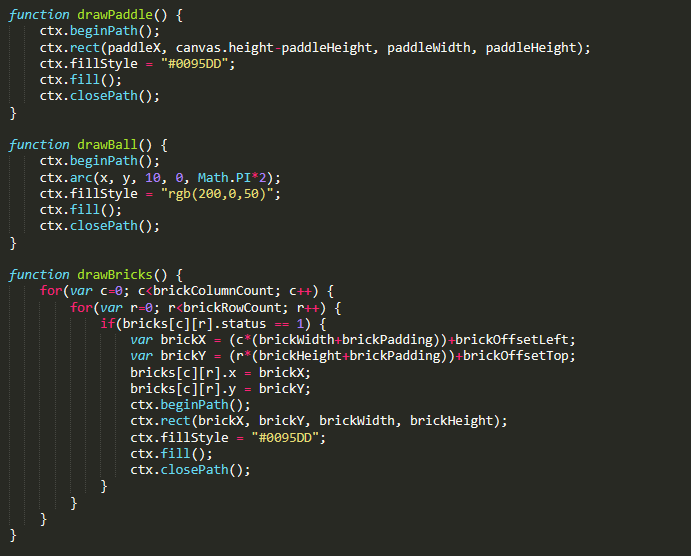 function drawPaddle() {
    ctx.beginPath();
    ctx.rect(paddleX, canvas.height-paddleHeight, paddleWidth, paddleHeight);
    ctx.fillStyle = "#0095DD";
    ctx.fill();
    ctx.closePath();
}

function drawBall() {
    ctx.beginPath();
    ctx.arc(x, y, 10, 0, Math.PI*2);
    ctx.fillStyle = "rgb(200,0,50)";
    ctx.fill();
    ctx.closePath();
}

function drawBricks() {
    for(var c=0; c<brickColumnCount; c++) {
        for(var r=0; r<brickRowCount; r++) {
            if(bricks[c][r].status == 1) {
                var brickX = (c*(brickWidth+brickPadding))+brickOffsetLeft;
                var brickY = (r*(brickHeight+brickPadding))+brickOffsetTop;
                bricks[c][r].x = brickX;
                bricks[c][r].y = brickY;
                ctx.beginPath();
                ctx.rect(brickX, brickY, brickWidth, brickHeight);
                ctx.fillStyle = "#0095DD";
                ctx.fill();
                ctx.closePath();
            }
        }
    }
}